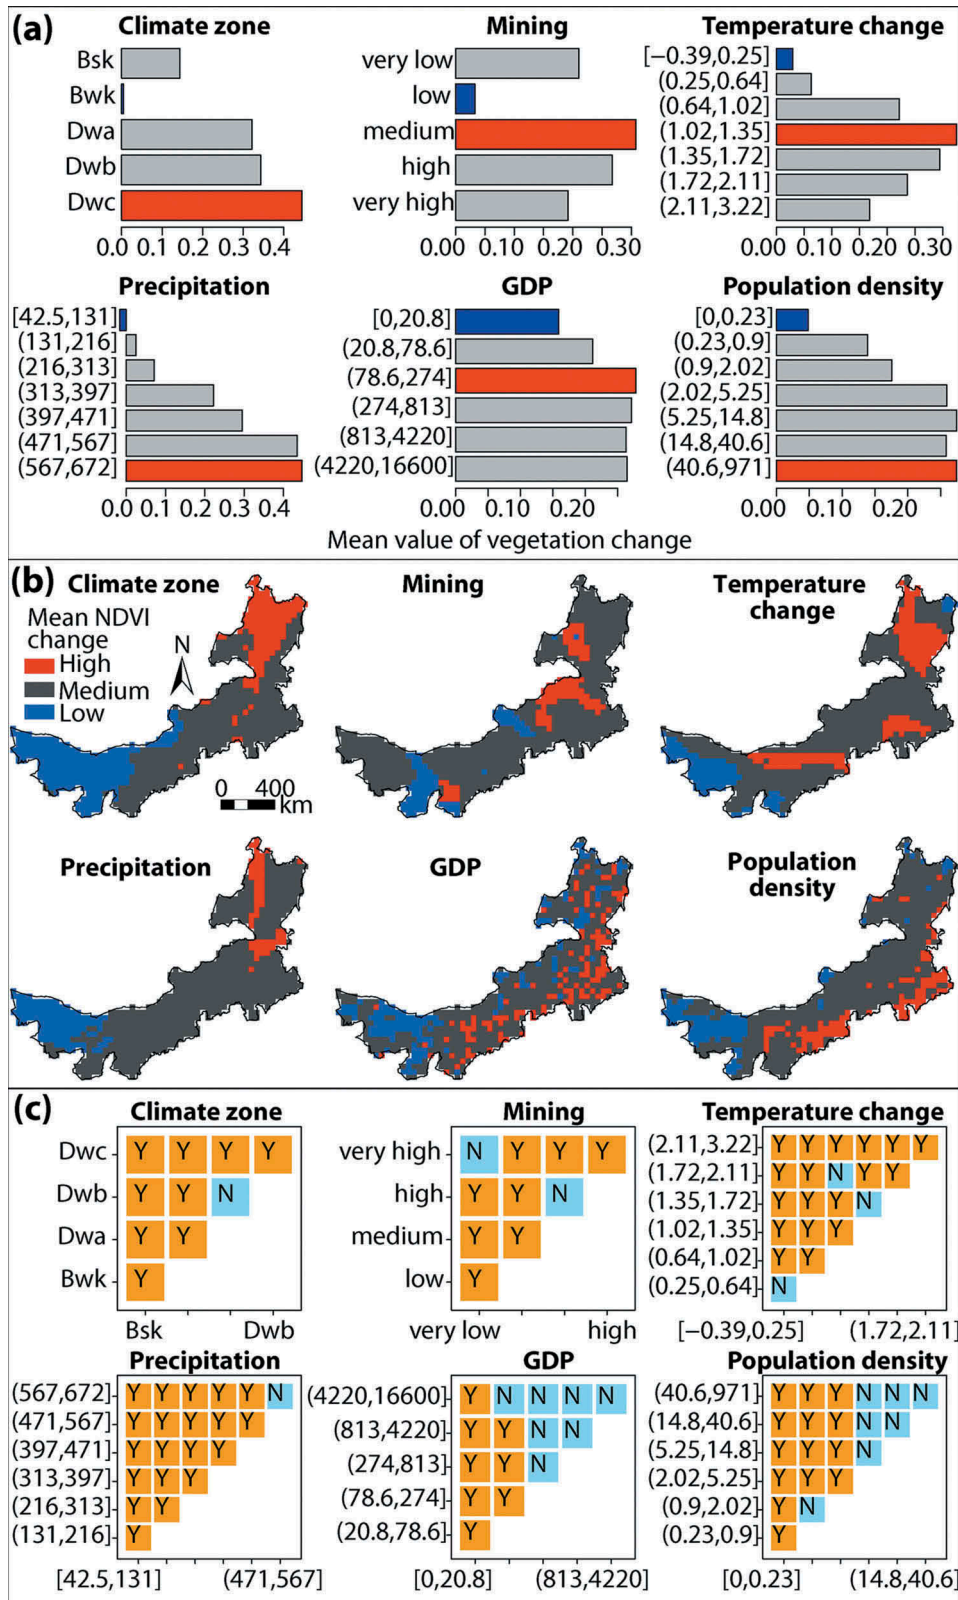 (a)
Climate zone
Bsk
Bwk
Dwa
Dwb
Dwc
0.0 0.1 0.2 0.3 0.4
Mining
very low
low
medium
high
very high
0.00 0.10 0.20 0.30
Temperature change
[−0.39,0.25]
(0.25,0.64]
(0.64,1.02]
(1.02,1.35]
(1.35,1.72]
(1.72,2.11]
(2.11,3.22]
0.00 0.10 0.20 0.30
Precipitation
[42.5,131]
(131,216]
(216,313]
(313,397]
(397,471]
(471,567]
(567,672]
0.0 0.1 0.2 0.3 0.4
GDP
[0,20.8]
(20.8,78.6]
(78.6,274]
(274,813]
(813,4220]
(4220,16600]
0.00 0.10 0.20
Population density
[0,0.23]
(0.23,0.9]
(0.9,2.02]
(2.02,5.25]
(5.25,14.8]
(14.8,40.6]
(40.6,971]
0.00 0.10 0.20
Mean value of vegetation change
(b)
Climate zone
Mean NDVI
change
High
Medium
Low
N
0 400
km
Mining
Temperature
change
Precipitation
GDP
Population
density
(c)
Climate zone
Dwc Y Y Y Y
Dwb Y Y N
Dwa Y Y
Bwk Y
Bsk Dwb
Mining
very high N Y Y Y
high Y Y N
medium Y Y
low Y
very low high
Temperature change
(2.11,3.22] Y Y Y Y Y Y
(1.72,2.11] Y Y N Y Y
(1.35,1.72] Y Y Y N
(1.02,1.35] Y Y Y
(0.64,1.02] Y Y
(0.25,0.64] N
[−0.39,0.25] (1.72,2.11]
Precipitation
(567,672] Y Y Y Y Y N
(471,567] Y Y Y Y Y
(397,471] Y Y Y Y
(313,397] Y Y Y
(216,313] Y Y
(131,216] Y
[42.5,131] (471,567]
GDP
(4220,16600] Y N N N N
(813,4220] Y Y N N
(274,813] Y Y N
(78.6,274] Y Y
(20.8,78.6] Y
[0,20.8] (813,4220]
Population density
(40.6,971] Y Y Y N N N
(14.8,40.6] Y Y Y N N
(5.25,14.8] Y Y Y N
(2.02,5.25] Y Y Y
(0.9,2.02] Y N
(0.23,0.9] Y
[0,0.23] (14.8,40.6]